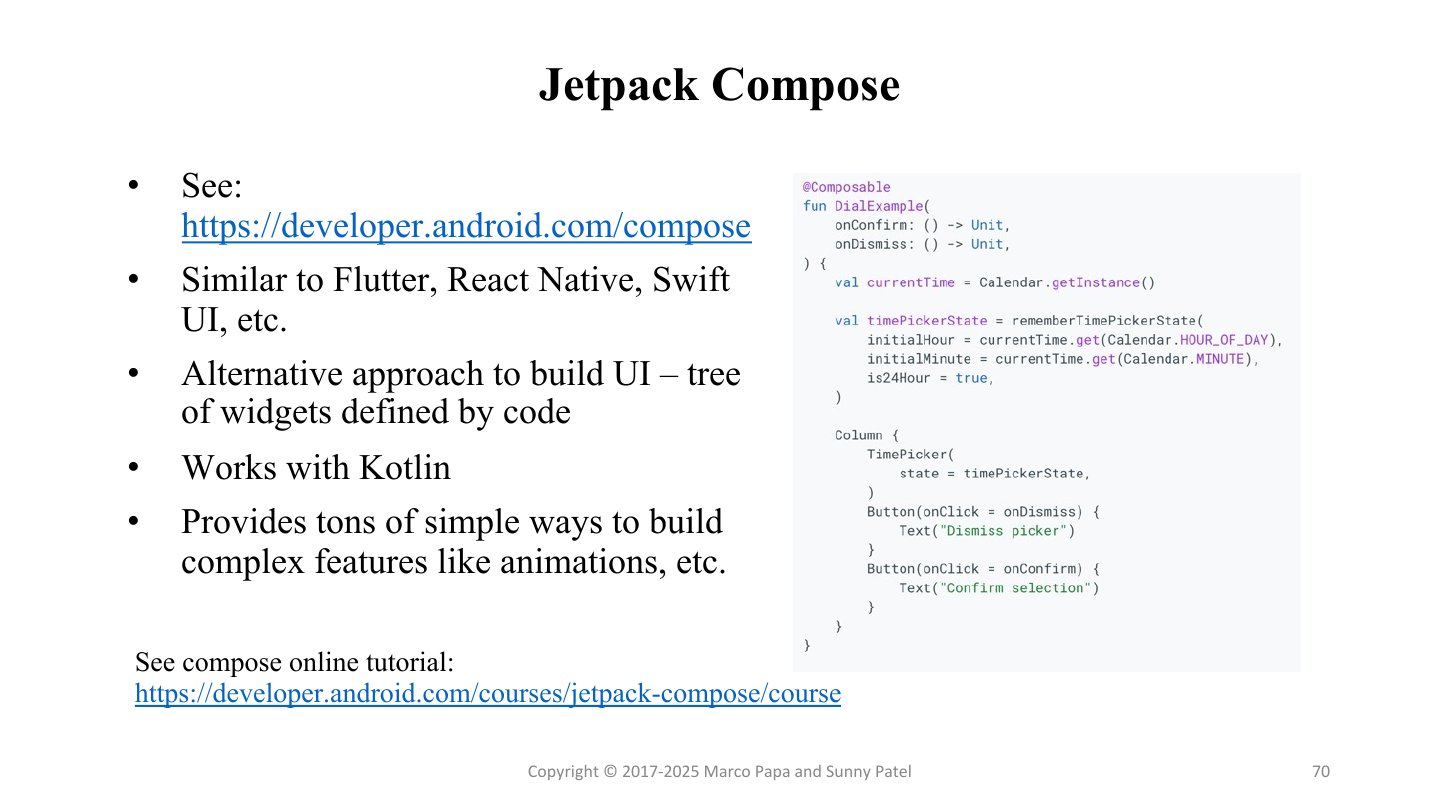 Jetpack Compose
• See:
https://developer.android.com/compose
• Similar to Flutter, React Native, Swift
UI, etc.
• Alternative approach to build UI – tree
of widgets defined by code
• Works with Kotlin
• Provides tons of simple ways to build
complex features like animations, etc.
See compose online tutorial:
https://developer.android.com/courses/jetpack-compose/course
@Composable
fun DialExample(
    onConfirm: () -> Unit,
    onDismiss: () -> Unit,
) {
    val currentTime = Calendar.getInstance()

    val timePickerState = rememberTimePickerState(
        initialHour = currentTime.get(Calendar.HOUR_OF_DAY),
        initialMinute = currentTime.get(Calendar.MINUTE),
        is24Hour = true,
    )

    Column {
        TimePicker(
            state = timePickerState,
        )
        Button(onClick = onDismiss) {
            Text("Dismiss picker")
        }
        Button(onClick = onConfirm) {
            Text("Confirm selection")
        }
    }
}
Copyright © 2017-2025 Marco Papa and Sunny Patel
70